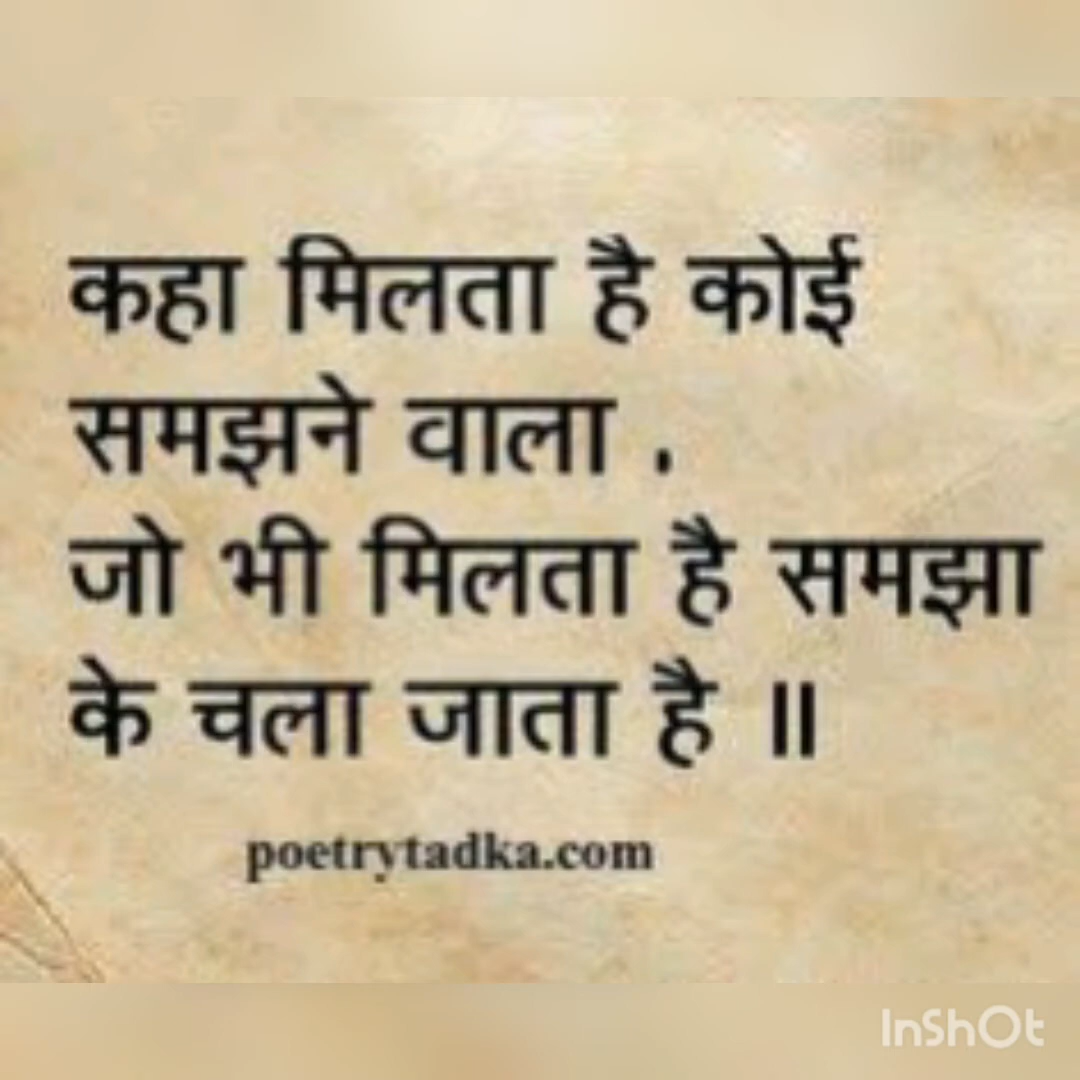 कहा मिलता है कोई
समझने वाला .
जो भी मिलता है समझा
के चला जाता है ॥
poetrytadka.com
InShOt